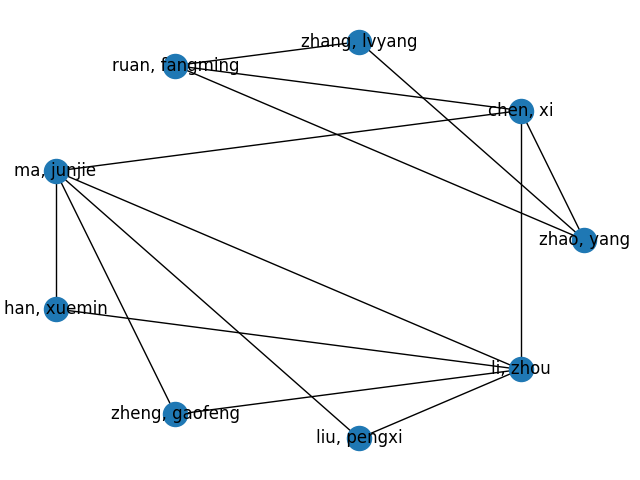 zhang, lvyang
ruan, fangming
chen, xi
ma, junjie
zhao, yang
han, xuemin
li, zhou
zheng, gaofeng
liu, pengxi